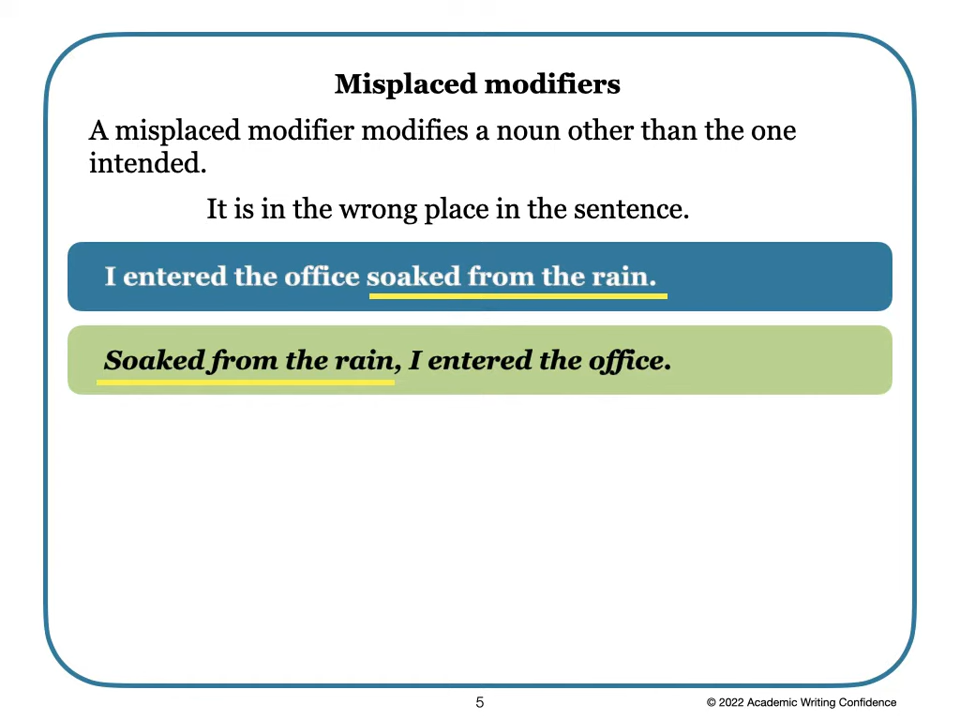 Misplaced modifiers
A misplaced modifier modifies a noun other than the one
intended.
It is in the wrong place in the sentence.
I entered the office soaked from the rain.
Soaked from the rain, I entered the office.
5
© 2022 Academic Writing Confidence